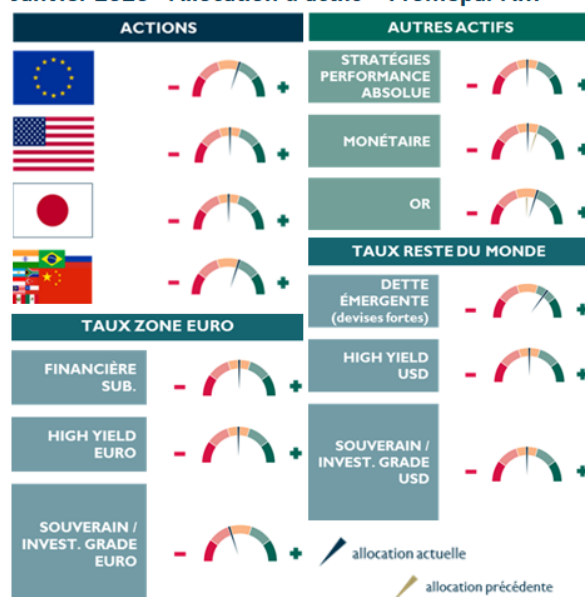 ACTIONS
AUTRES ACTIFS
STRATÉGIES
PERFORMANCE
ABSOLUE
- +
- +
MONÉTAIRE
- +
- +
OR
- +
- +
- +
TAUX RESTE DU MONDE
DETTE
ÉMERGENTE
(devises fortes)
- +
HIGH YIELD
USD
- +
SOUVERAIN /
INVEST. GRADE
USD
- +
TAUX ZONE EURO
FINANCIÈRE
SUB.
- +
HIGH YIELD
EURO
- +
SOUVERAIN /
INVEST. GRADE
EURO
- +
allocation actuelle
allocation précédente